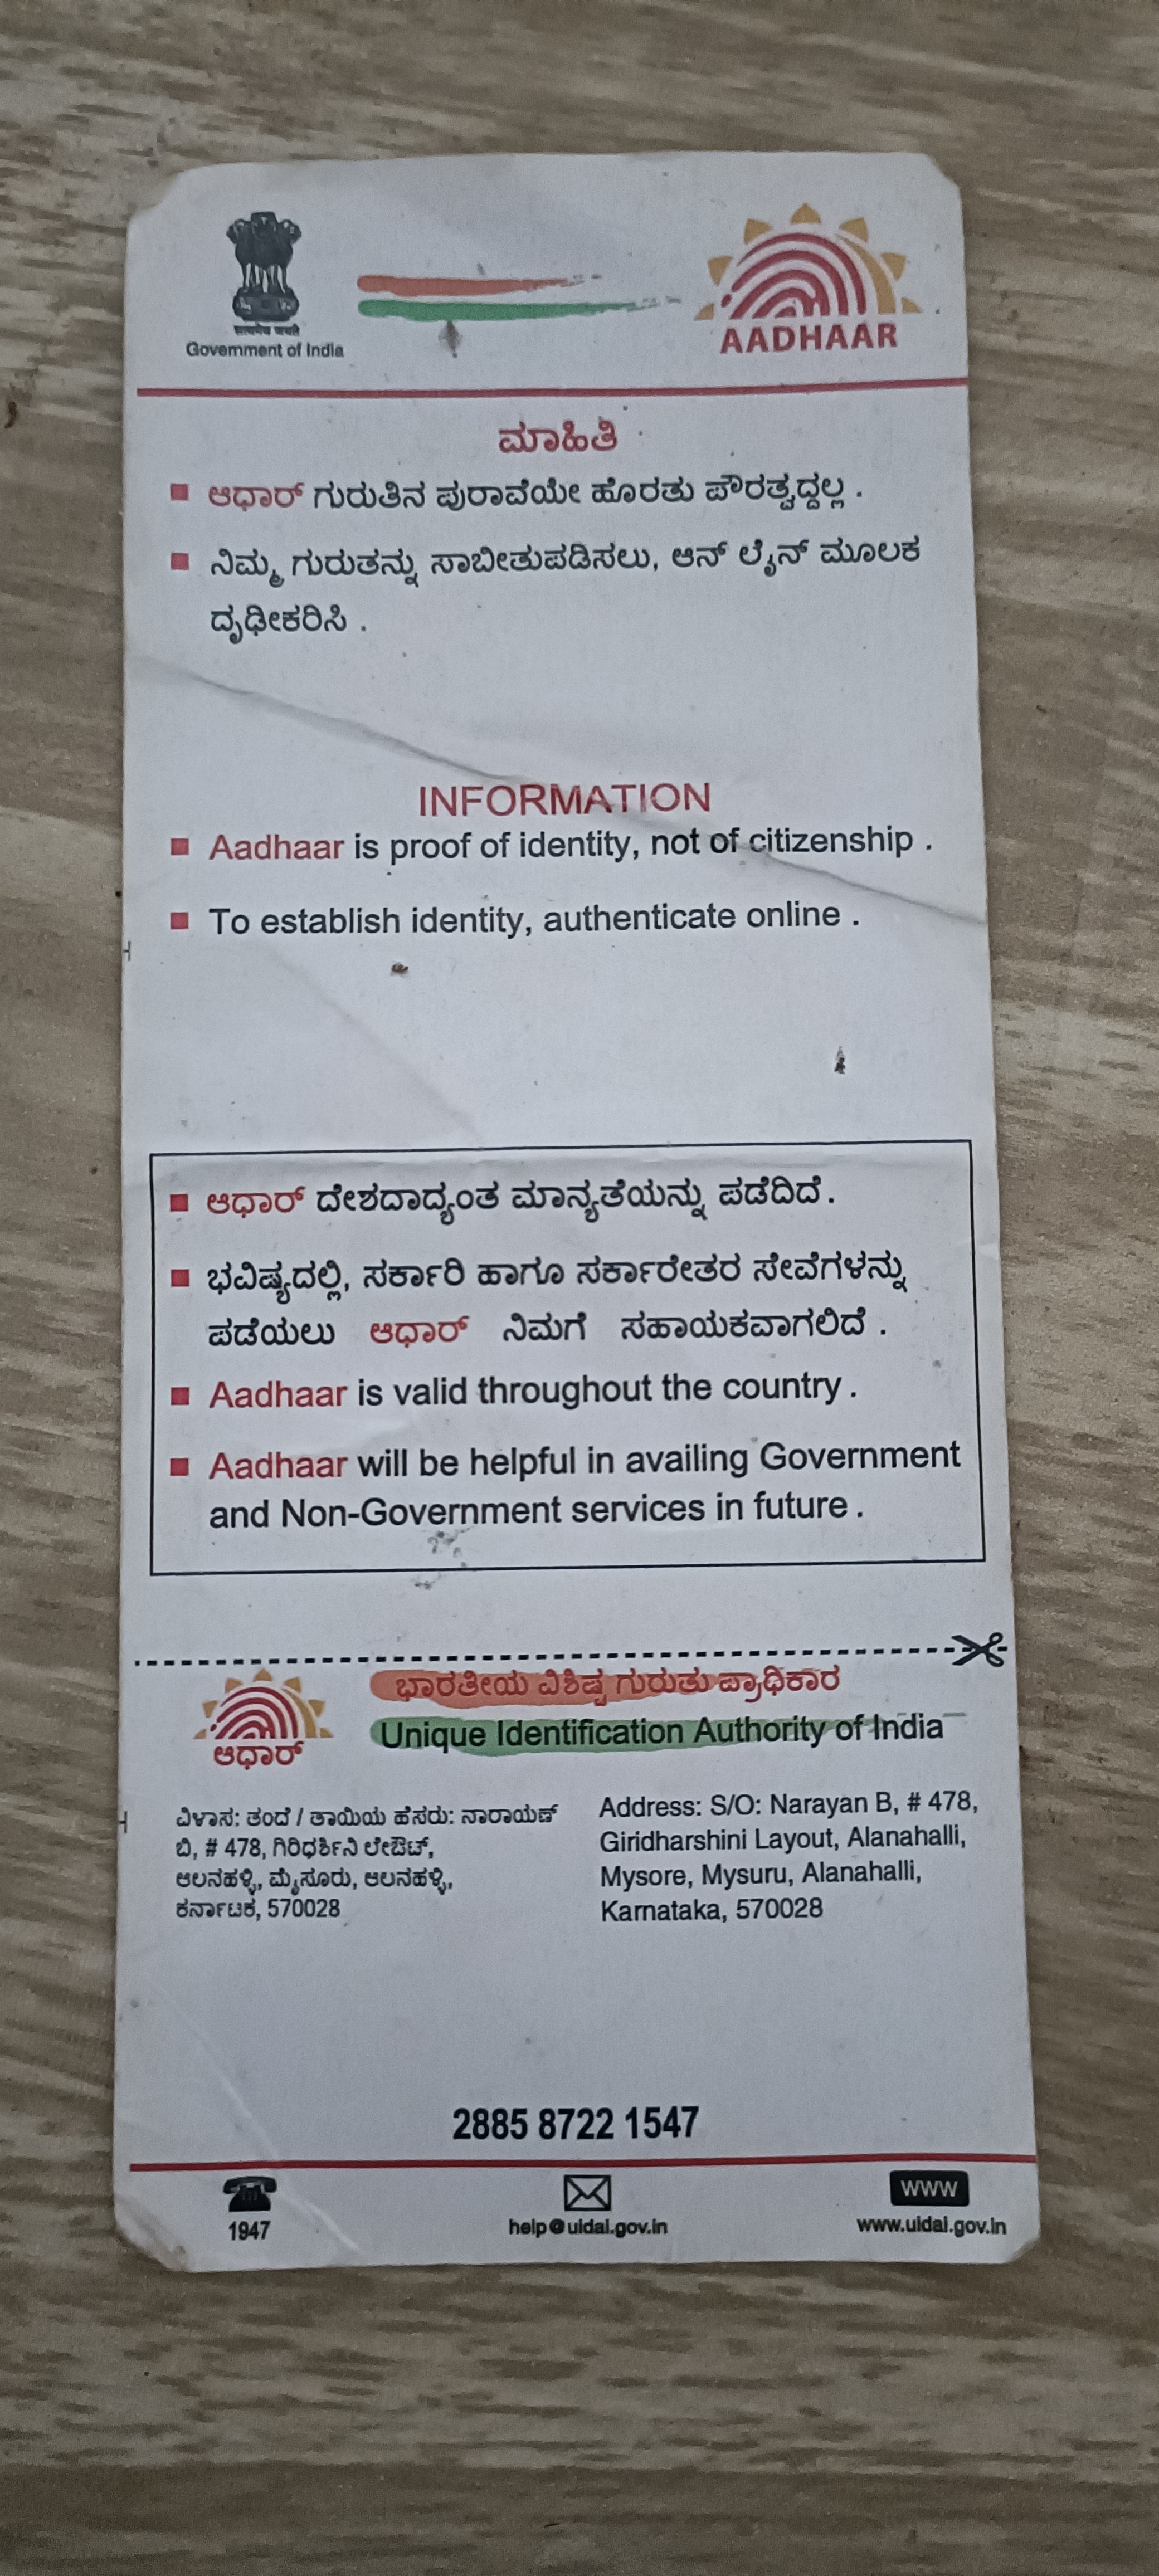 सत्यमेव जयते
Government of India
AADHAAR
ಮಾಹಿತಿ
ಆಧಾರ್ ಗುರುತಿನ ಪುರಾವೆಯೇ ಹೊರತು ಪೌರತ್ವದ್ದಲ್ಲ .
ನಿಮ್ಮ ಗುರುತನ್ನು ಸಾಬೀತುಪಡಿಸಲು, ಆನ್ ಲೈನ್ ಮೂಲಕ
ದೃಢೀಕರಿಸಿ .
INFORMATION
Aadhaar is proof of identity, not of citizenship .
To establish identity, authenticate online .
ಆಧಾರ್ ದೇಶದಾದ್ಯಂತ ಮಾನ್ಯತೆಯನ್ನು ಪಡೆದಿದೆ .
ಭವಿಷ್ಯದಲ್ಲಿ, ಸರ್ಕಾರಿ ಹಾಗೂ ಸರ್ಕಾರೇತರ ಸೇವೆಗಳನ್ನು
ಪಡೆಯಲು ಆಧಾರ್ ನಿಮಗೆ ಸಹಾಯಕವಾಗಲಿದೆ .
Aadhaar is valid throughout the country .
Aadhaar will be helpful in availing Government
and Non-Government services in future .
ಭಾರತೀಯ ವಿಶಿಷ್ಟ ಗುರುತು ಪ್ರಾಧಿಕಾರ
Unique Identification Authority of India
ಆಧಾರ್
ವಿಳಾಸ: ತಂದೆ / ತಾಯಿಯ ಹೆಸರು: ನಾರಾಯಣ್
ಬಿ, # 478, ಗಿರಿಧರ್ಶಿನಿ ಲೇಔಟ್,
ಆಲನಹಳ್ಳಿ, ಮೈಸೂರು, ಆಲನಹಳ್ಳಿ,
ಕರ್ನಾಟಕ, 570028
Address: S/O: Narayan B, # 478,
Giridharshini Layout, Alanahalli,
Mysore, Mysuru, Alanahalli,
Karnataka, 570028
2885 8722 1547
1947
help@uidai.gov.in
www
www.uidai.gov.in